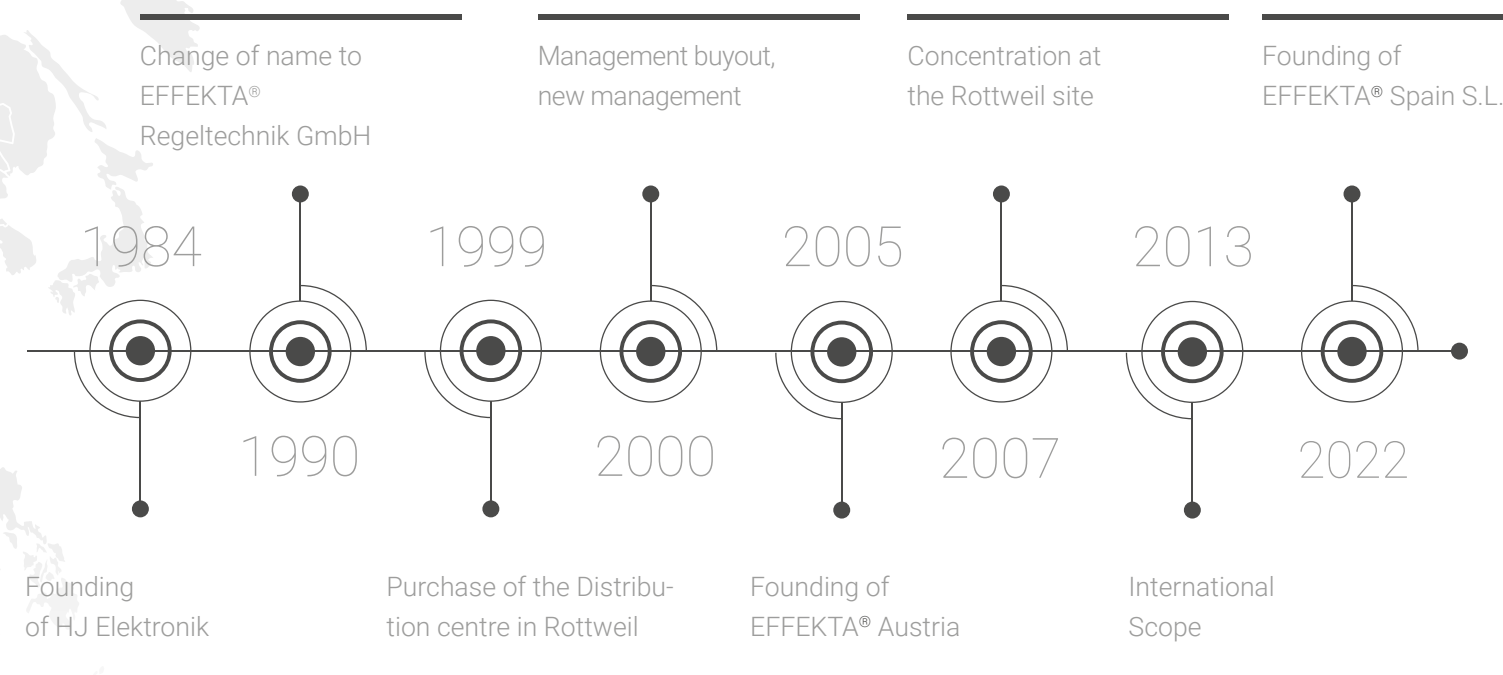 Change of name to
EFFEKTA®
Regeltechnik GmbH
Management buyout,
new management
Concentration at
the Rottweil site
Founding of
EFFEKTA® Spain S.L.
1984
1999
2005
2013
1990
2000
2007
2022
Founding
of HJ Elektronik
Purchase of the Distribu-
tion centre in Rottweil
Founding of
EFFEKTA® Austria
International
Scope